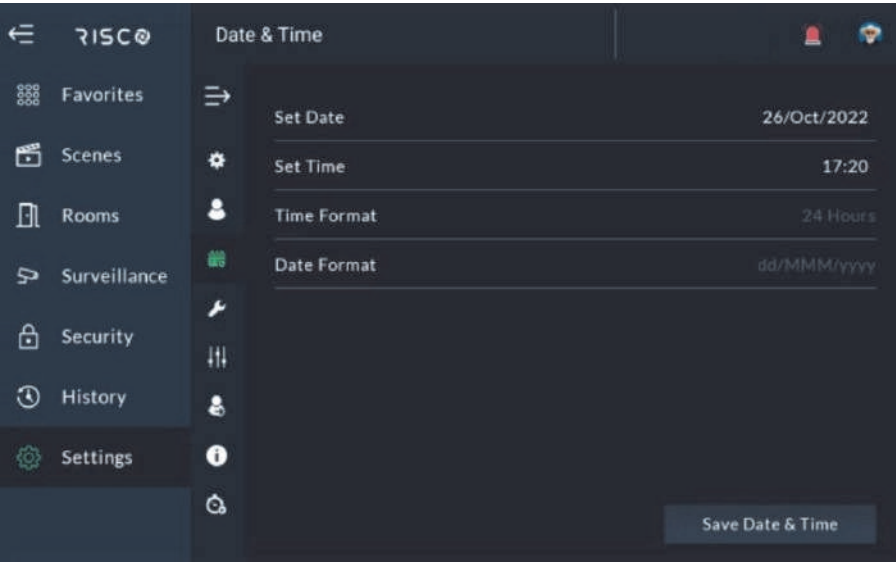 RISCO
Date & Time
Favorites
Scenes
Rooms
Surveillance
Security
History
Settings
Set Date 26/Oct/2022
Set Time 17:20
Time Format 24 Hours
Date Format dd/MMM/yyyy
Save Date & Time